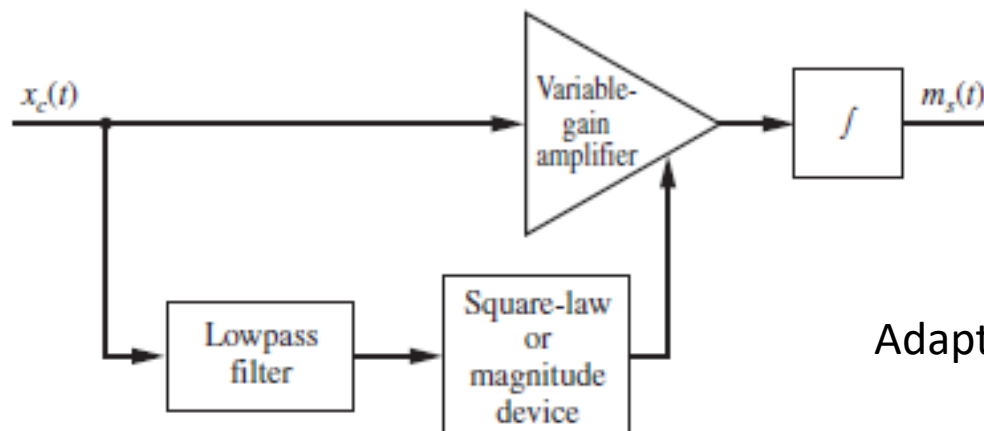 x_c(t)
Variable-
gain
amplifier
∫
m_s(t)
Lowpass
filter
Square-law
or
magnitude
device
Adapt